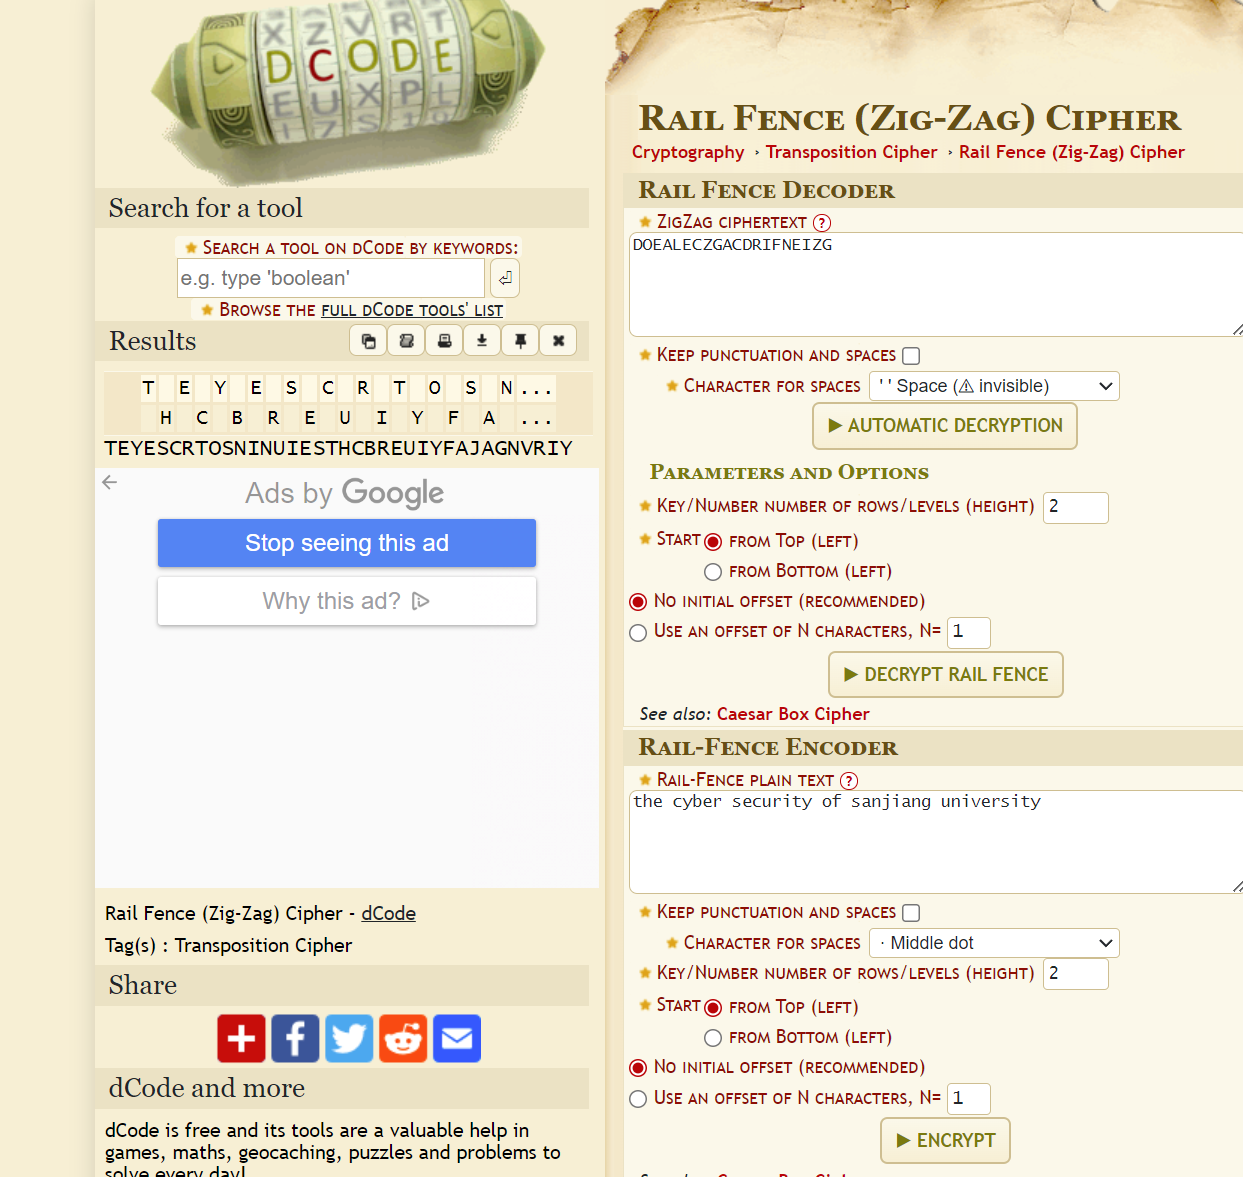 X Z V R T
D C O D E
E U X P L
Search for a tool
Search a tool on dCode by keywords:
e.g. type 'boolean'
Browse the full dCode tools' list
Results
T E Y E S C R T O S N ...
H C B R E U I Y F A ...
TEYESCRTOSNINUIESTHCBREUIYFAJAGNVRIY
Ads by Google
Stop seeing this ad
Why this ad?
Rail Fence (Zig-Zag) Cipher - dCode
Tag(s) : Transposition Cipher
Share
dCode and more
dCode is free and its tools are a valuable help in
games, maths, geocaching, puzzles and problems to
solve every day!
Rail Fence (Zig-Zag) Cipher
Cryptography › Transposition Cipher › Rail Fence (Zig-Zag) Cipher
Rail Fence Decoder
ZigZag ciphertext ?
DOEALECZGACDRIFNEIZG
Keep punctuation and spaces
Character for spaces ' ' Space (⚠ invisible)
▶ AUTOMATIC DECRYPTION
Parameters and Options
Key/Number number of rows/levels (height) 2
Start from Top (left)
from Bottom (left)
No initial offset (recommended)
Use an offset of N characters, N= 1
▶ DECRYPT RAIL FENCE
See also: Caesar Box Cipher
Rail-Fence Encoder
Rail-Fence plain text ?
the cyber security of sanjiang university
Keep punctuation and spaces
Character for spaces · Middle dot
Key/Number number of rows/levels (height) 2
Start from Top (left)
from Bottom (left)
No initial offset (recommended)
Use an offset of N characters, N= 1
▶ ENCRYPT